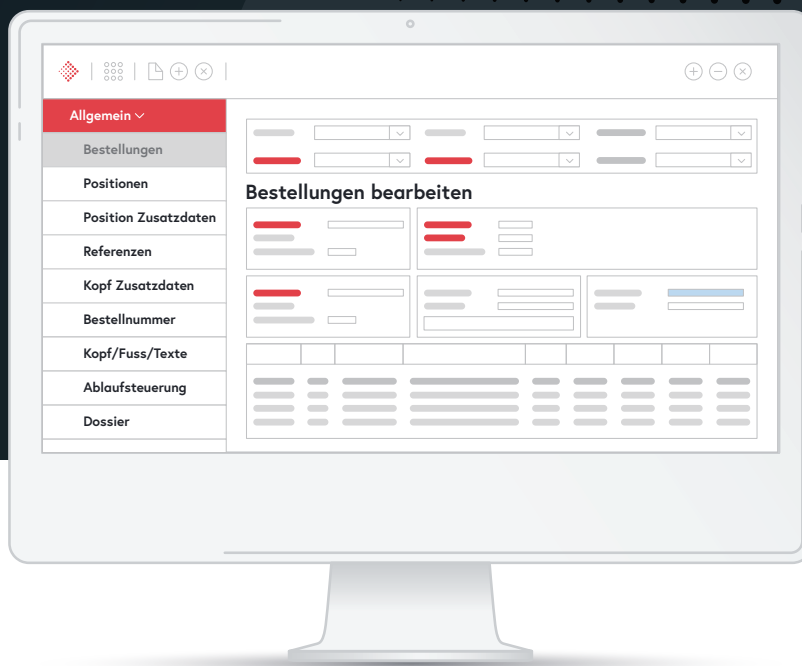 Allgemein
Bestellungen
Positionen
Position Zusatzdaten
Referenzen
Kopf Zusatzdaten
Bestellnummer
Kopf/Fuss/Texte
Ablaufsteuerung
Dossier
Bestellungen bearbeiten